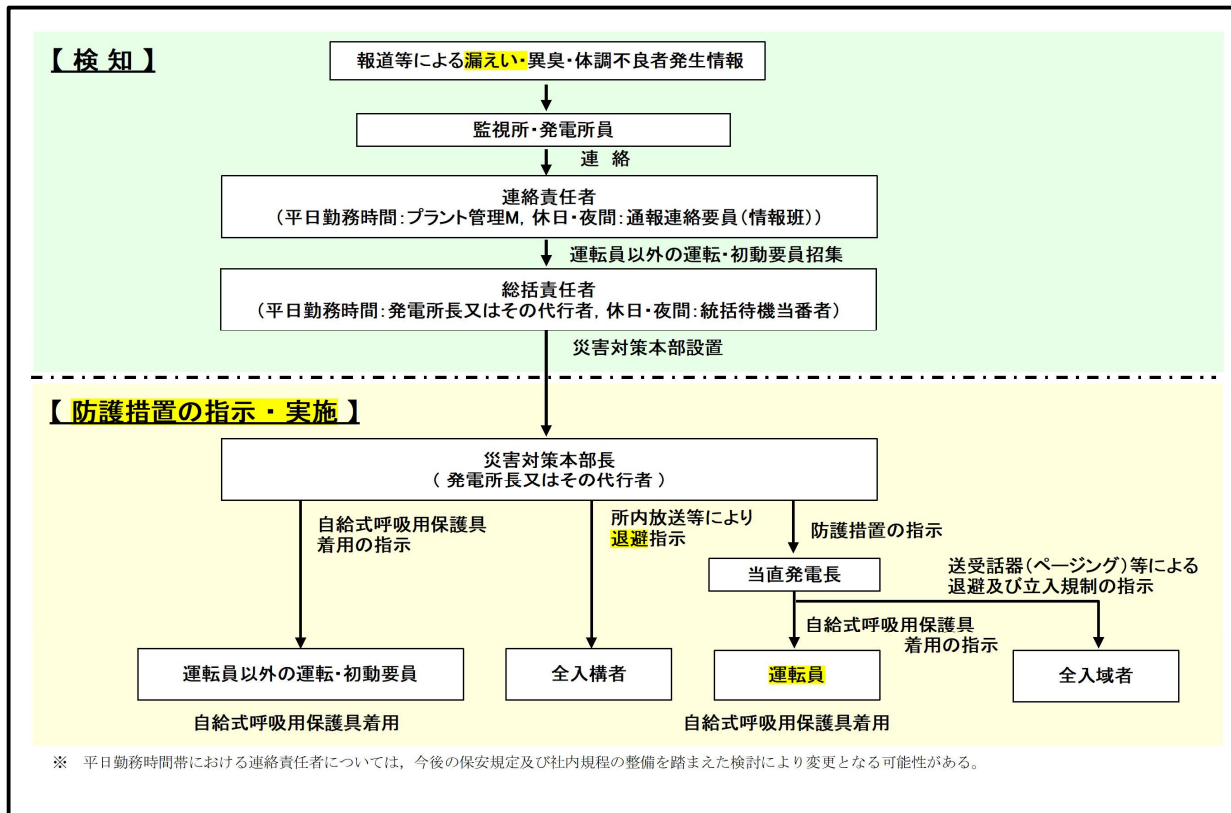 【 検 知 】
報道等による漏えい・異臭・体調不良者発生情報
監視所・発電所員
連 絡
連絡責任者
(平日勤務時間:プラント管理M, 休日・夜間:通報連絡要員(情報班))
運転員以外の運転・初動要員招集
総括責任者
(平日勤務時間:発電所長又はその代行者, 休日・夜間:統括待機当番者)
災害対策本部設置
【 防護措置の指示 ・ 実施 】
災害対策本部長
( 発電所長又はその代行者 )
自給式呼吸用保護具
着用の指示
所内放送等により
退避指示
防護措置の指示
当直発電長
送受話器(ページング)等による
退避及び立入規制の指示
自給式呼吸用保護具
着用の指示
運転員以外の運転・初動要員
全入構者
運転員
全入域者
自給式呼吸用保護具着用
自給式呼吸用保護具着用
※ 平日勤務時間帯における連絡責任者については, 今後の保安規定及び社内規程の整備を踏まえた検討により変更となる可能性がある。